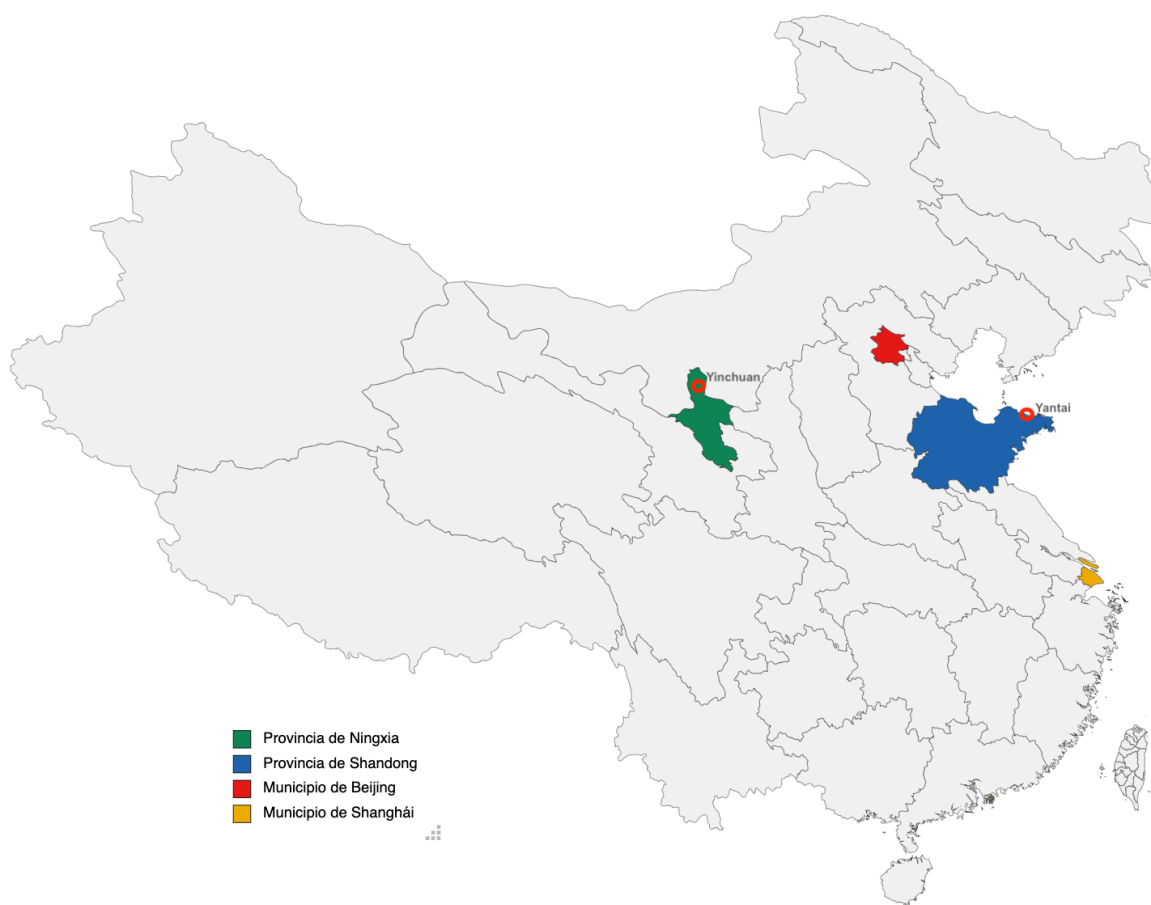 Yinchuan
Yantai
Provincia de Ningxia
Provincia de Shandong
Municipio de Beijing
Municipio de Shanghái